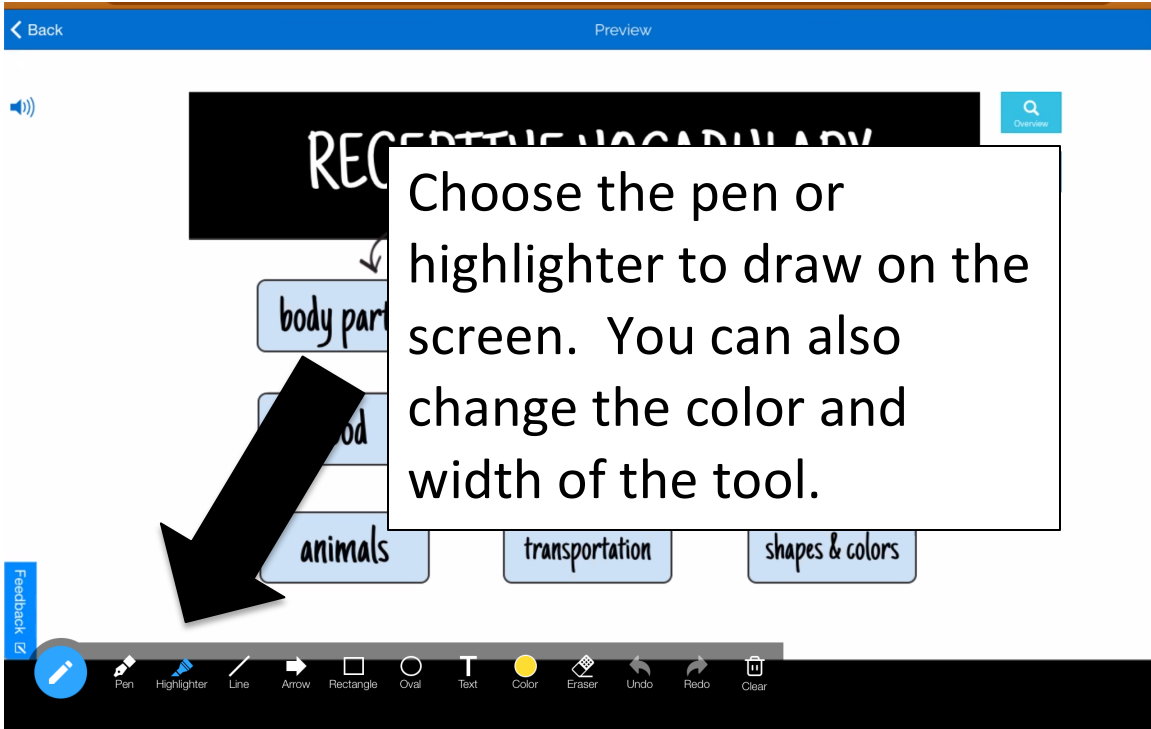 Back
Preview
Overview
Choose the pen or
highlighter to draw on the
screen.  You can also
change the color and
width of the tool.
body part
animals
transportation
shapes & colors
Feedback
Pen
Highlighter
Line
Arrow
Rectangle
Oval
Text
Color
Eraser
Undo
Redo
Clear